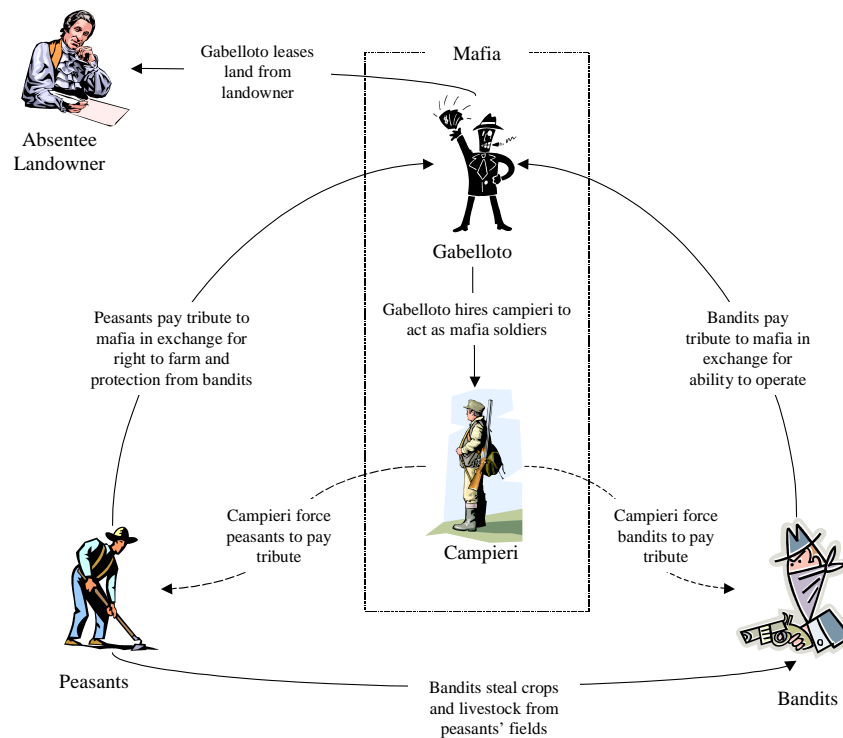 Gabelloto leases
land from
landowner
Mafia
Absentee
Landowner
Gabelloto
Peasants pay tribute to
mafia in exchange for
right to farm and
protection from bandits
Gabelloto hires campieri to
act as mafia soldiers
Bandits pay
tribute to mafia in
exchange for
ability to operate
Campieri force
peasants to pay
tribute
Campieri
Campieri force
bandits to pay
tribute
Peasants
Bandits steal crops
and livestock from
peasants’ fields
Bandits